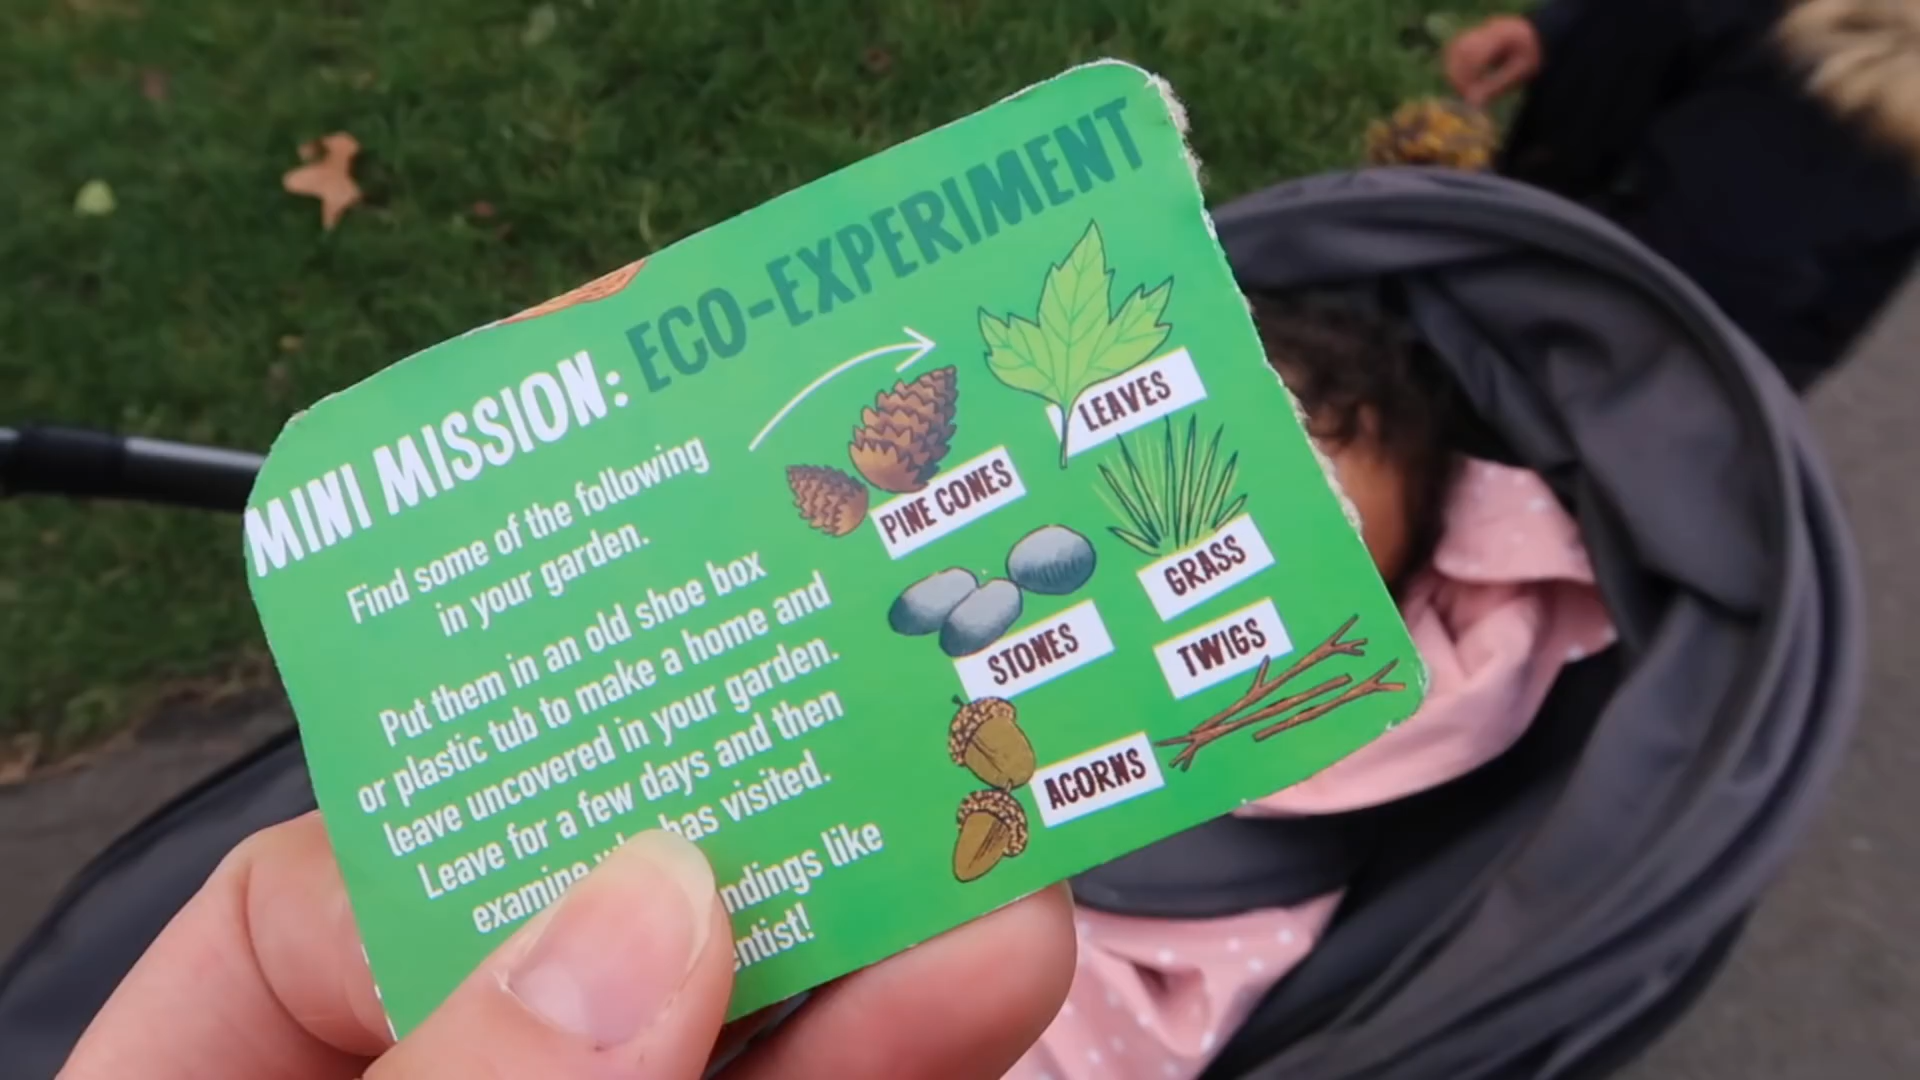 MINI MISSION: ECO-EXPERIMENT
Find some of the following
in your garden.
Put them in an old shoe box
or plastic tub to make a home and
leave uncovered in your garden.
Leave for a few days and then
examine has visited.
like
LEAVES
PINE CONES
GRASS
STONES
TWIGS
ACORNS